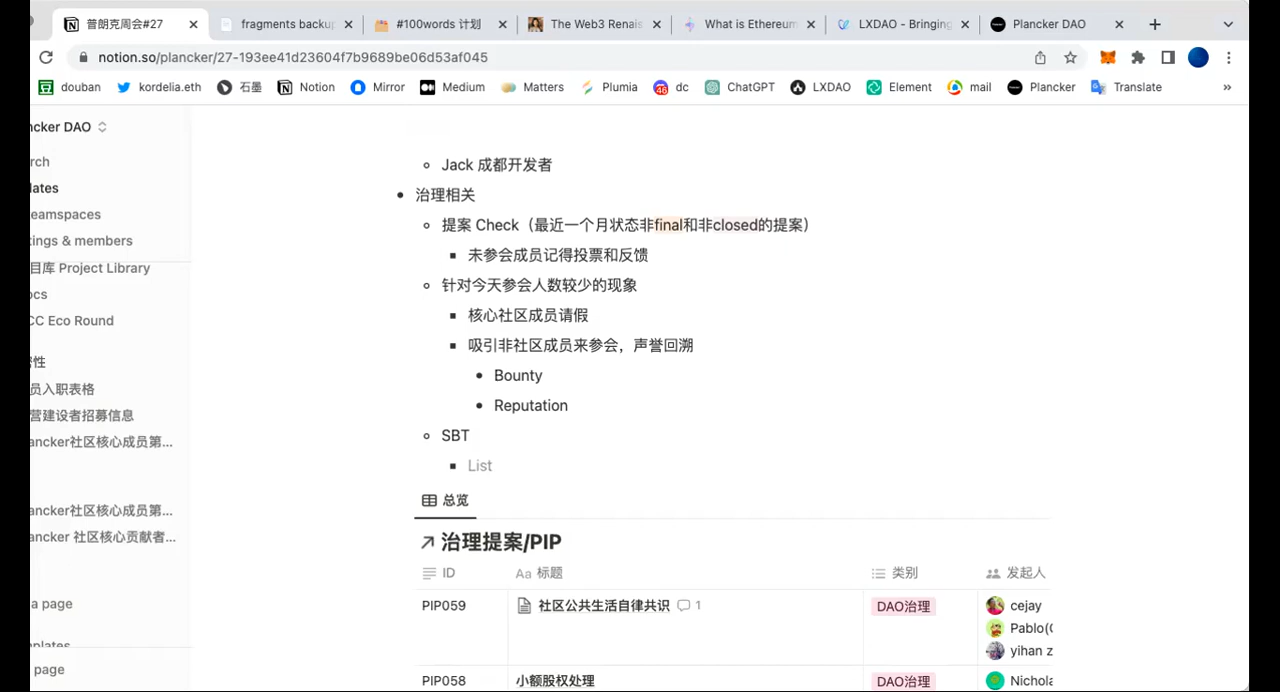 普朗克周会#27
fragments backup
#100words 计划
The Web3 Renais
What is Ethereum
LXDAO - Bringing
Plancker DAO
notion.so/plancker/27-193ee41d23604f7b9689be06d53af045
douban
kordelia.eth
石墨
Notion
Mirror
Medium
Matters
Plumia
46
dc
ChatGPT
LXDAO
Element
mail
Plancker
Translate
»
ncker DAO
rch
lates
eamspaces
tings & members
目库 Project Library
ocs
CC Eco Round
性
员入职表格
营建设者招募信息
ancker社区核心成员第...
ancker社区核心成员第...
ancker 社区核心贡献者...
a page
mplates
page
Jack 成都开发者
治理相关
提案 Check（最近一个月状态非final和非closed的提案）
未参会成员记得投票和反馈
针对今天参会人数较少的现象
核心社区成员请假
吸引非社区成员来参会，声誉回溯
Bounty
Reputation
SBT
List
总览
治理提案/PIP
ID
Aa 标题
类别
发起人
PIP059
社区公共生活自律共识
1
DAO治理
cejay
Pablo(
yihan z
PIP058
小额股权处理
DAO治理
Nichola